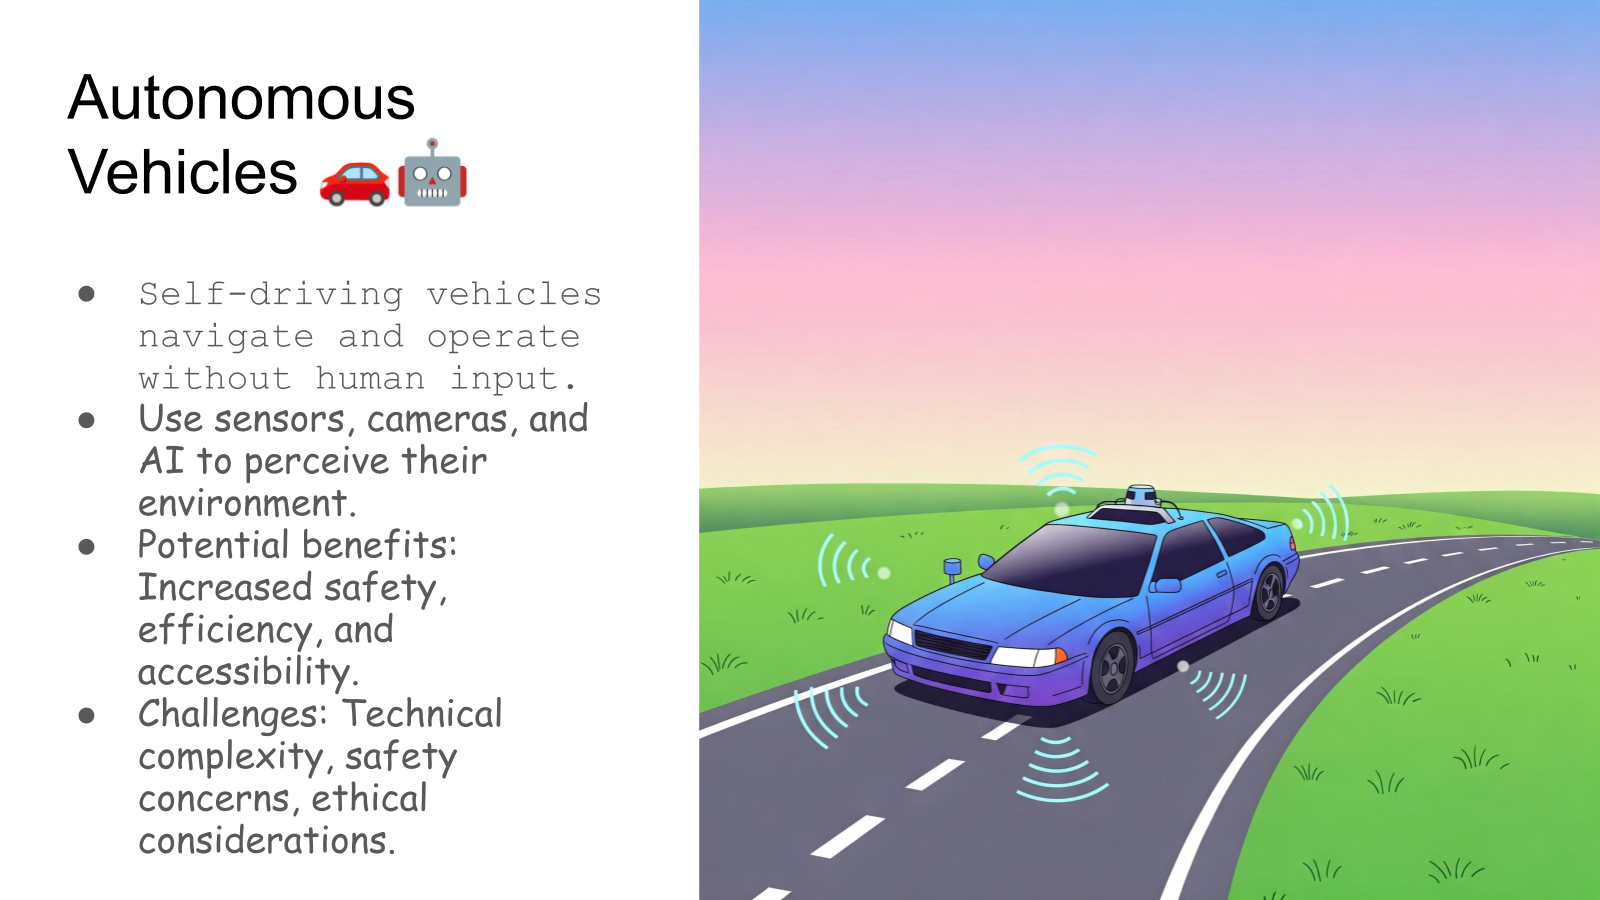 Autonomous
Vehicles 🚗🤖
● Self-driving vehicles
navigate and operate
without human input.
● Use sensors, cameras, and
AI to perceive their
environment.
● Potential benefits:
Increased safety,
efficiency, and
accessibility.
● Challenges: Technical
complexity, safety
concerns, ethical
considerations.